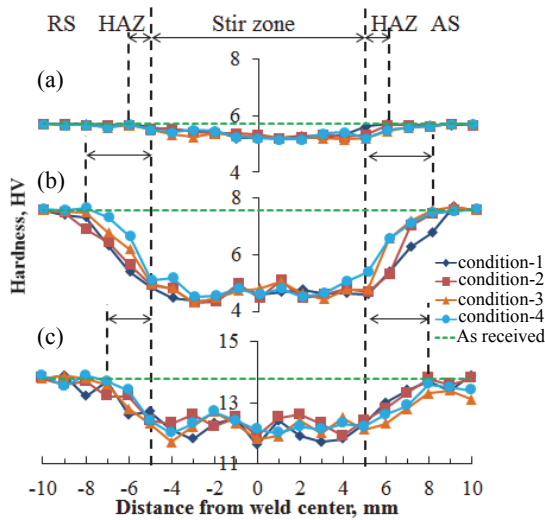 RS HAZ Stir zone HAZ AS
8
(a)
6
4
(b)
8
6
4
Hardness, HV
condition-1
condition-2
condition-3
condition-4
As received
(c)
15
13
11
-10 -8 -6 -4 -2 0 2 4 6 8 10
Distance from weld center, mm